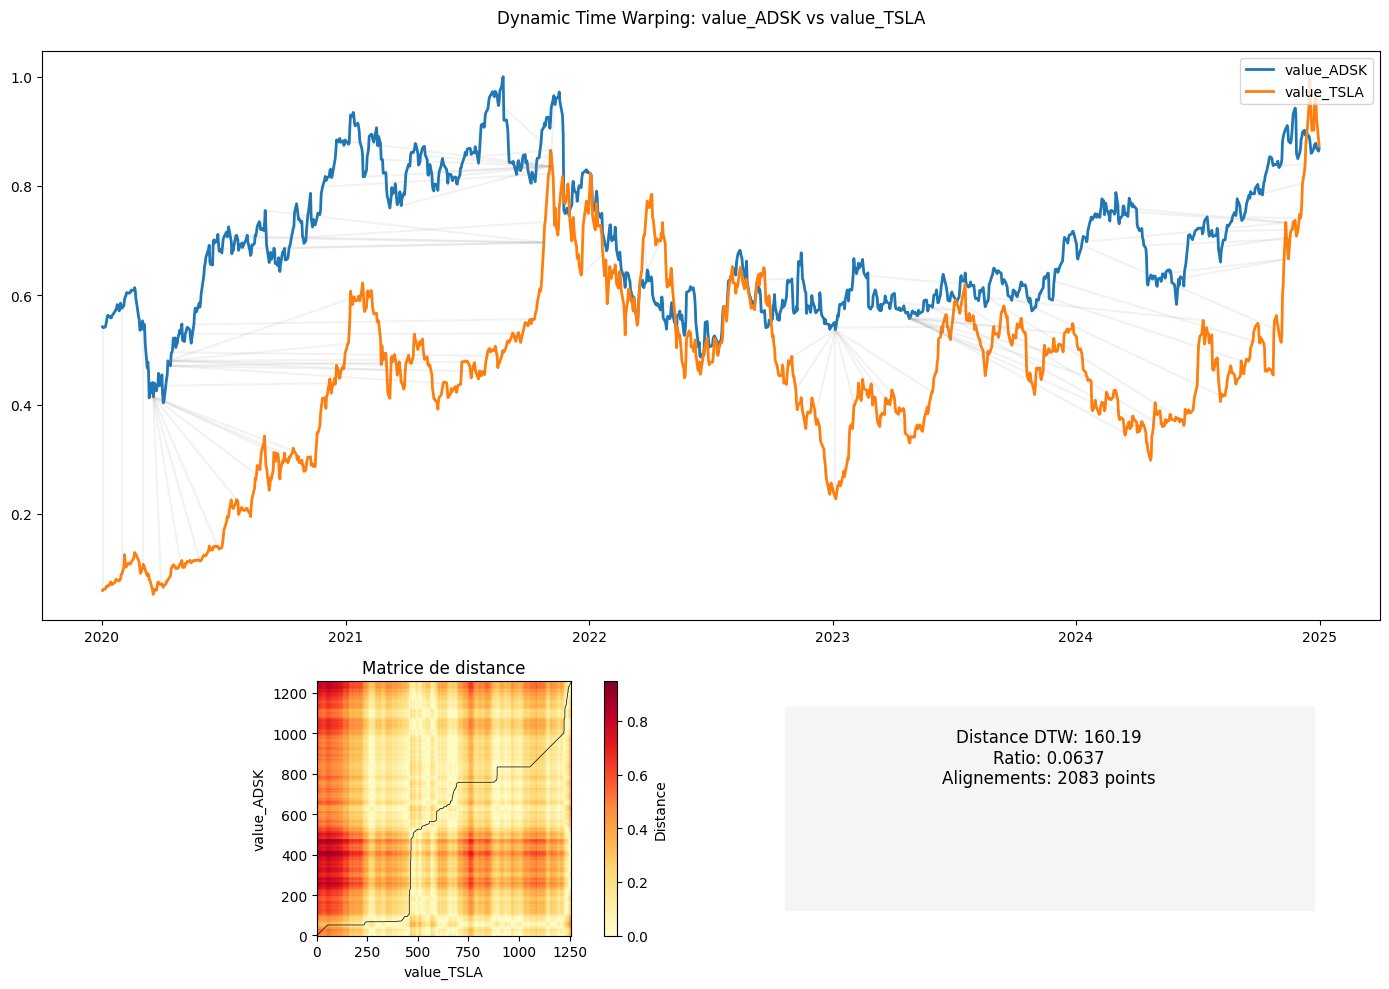 Dynamic Time Warping: value_ADSK vs value_TSLA
value_ADSK
value_TSLA
1.0
0.8
0.6
0.4
0.2
2020 2021 2022 2023 2024 2025
Matrice de distance
value_ADSK
1200
1000
800
600
400
200
0
0 250 500 750 1000 1250
value_TSLA
0.8
0.6
0.4
0.2
0.0
Distance
Distance DTW: 160.19
Ratio: 0.0637
Alignements: 2083 points